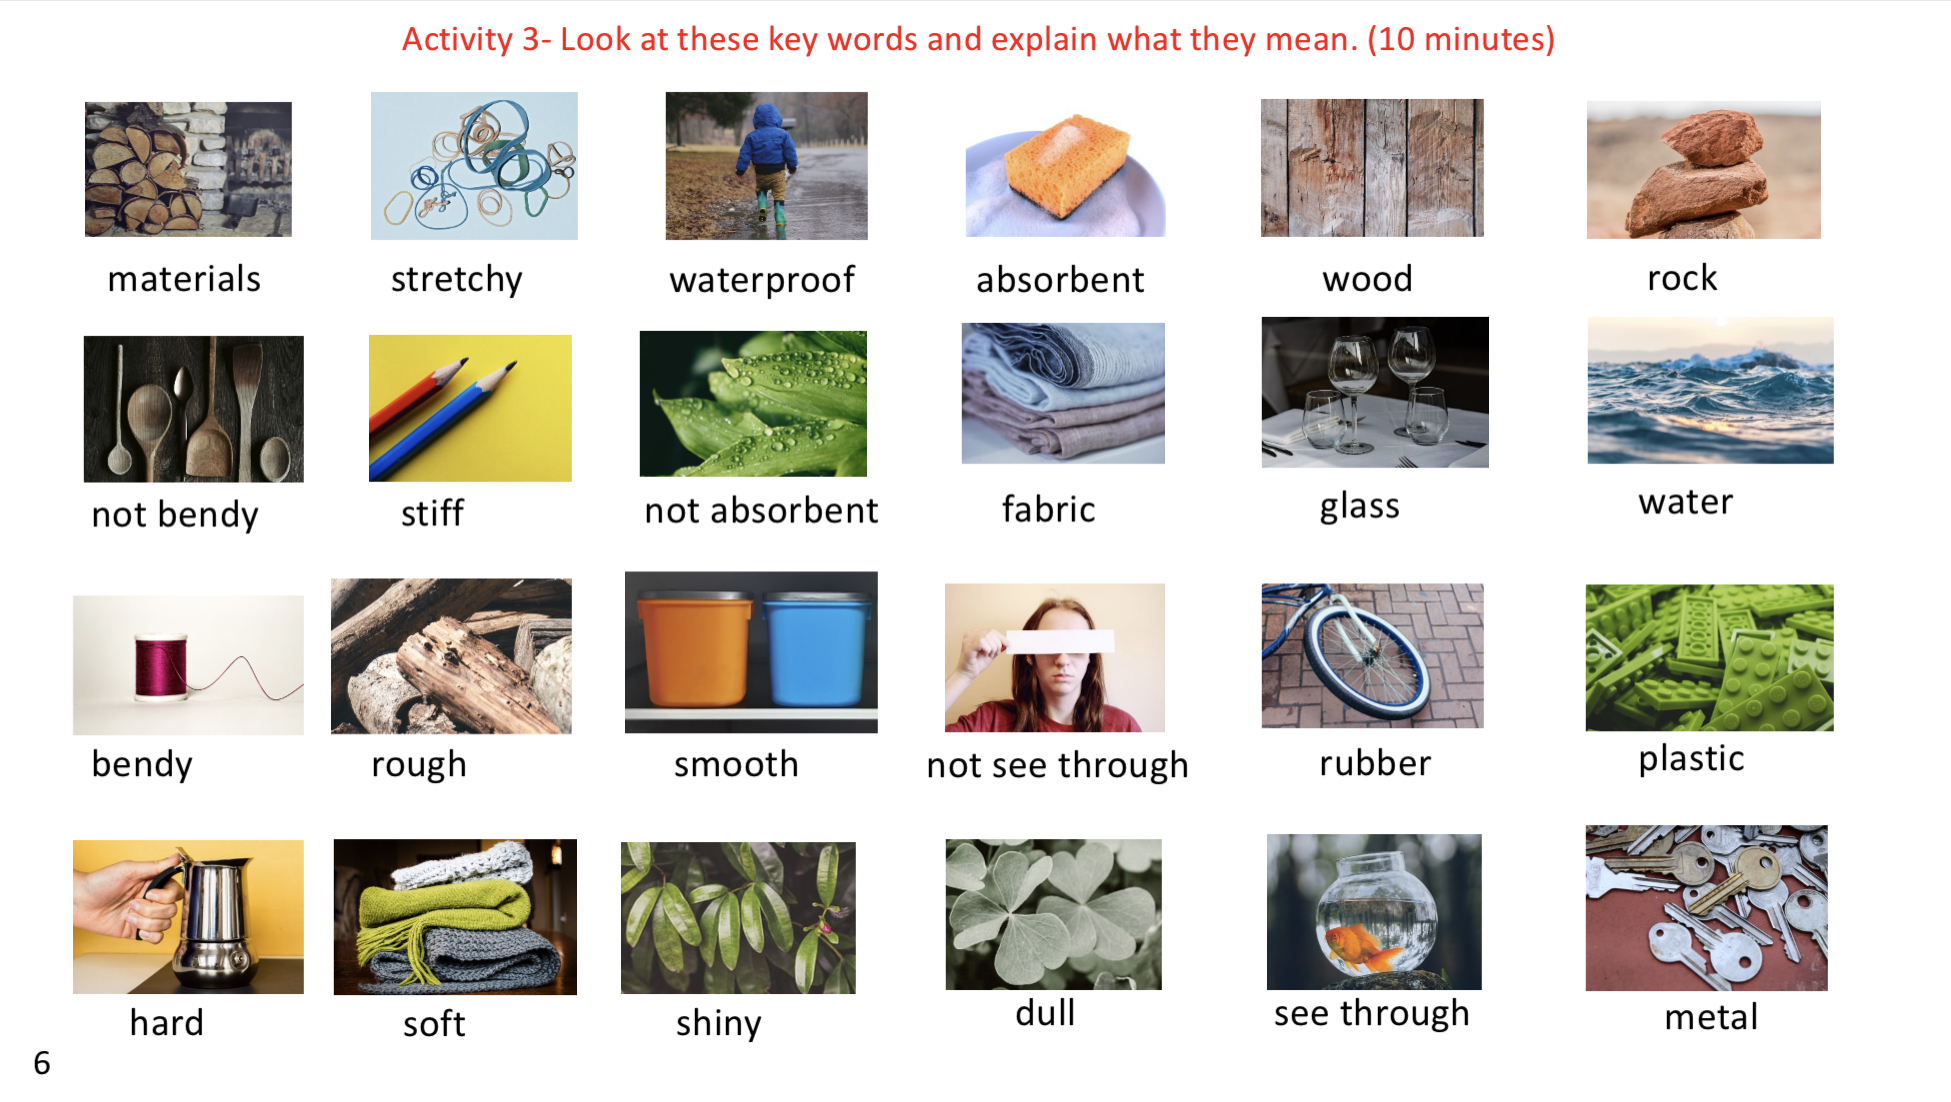 Activity 3- Look at these key words and explain what they mean. (10 minutes)
materials stretchy waterproof absorbent wood rock
not bendy stiff not absorbent fabric glass water
bendy rough smooth not see through rubber plastic
hard soft shiny dull see through metal
6